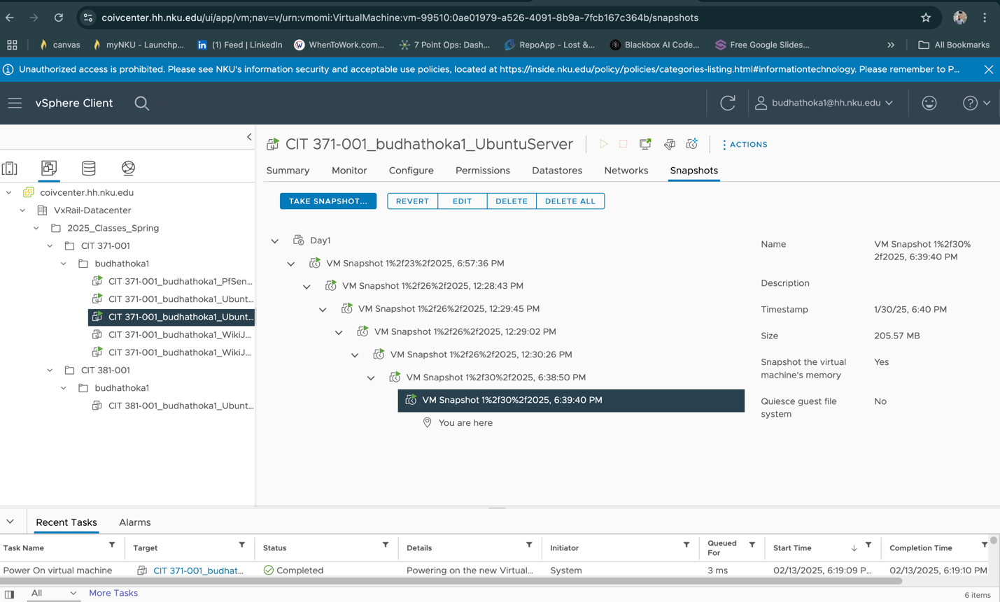 coivcenter.hh.nku.edu/ui/app/vm;nav=v/urn:vmomi:VirtualMachine:vm-99510:0ae01979-a526-4091-8b9a-7fcb167c364b/snapshots
canvas
myNKU - Launchp...
(1) Feed | LinkedIn
WhenToWork.com...
7 Point Ops: Dash...
RepoApp - Lost &...
Blackbox AI Code...
Free Google Slides...
All Bookmarks
Unauthorized access is prohibited. Please see NKU's information security and acceptable use policies, located at https://inside.nku.edu/policy/policies/categories-listing.html#informationtechnology. Please remember to P...
vSphere Client
budhathoka1@hh.nku.edu
coivcenter.hh.nku.edu
VxRail-Datacenter
2025_Classes_Spring
CIT 371-001
budhathoka1
CIT 371-001_budhathoka1_PfSen...
CIT 371-001_budhathoka1_Ubunt...
CIT 371-001_budhathoka1_Ubunt...
CIT 371-001_budhathoka1_WikiJ...
CIT 371-001_budhathoka1_WikiJ...
CIT 381-001
budhathoka1
CIT 381-001_budhathoka1_Ubunt...
CIT 371-001_budhathoka1_UbuntuServer
ACTIONS
Summary
Monitor
Configure
Permissions
Datastores
Networks
Snapshots
TAKE SNAPSHOT...
REVERT
EDIT
DELETE
DELETE ALL
Day1
VM Snapshot 1%2f23%2f2025, 6:57:36 PM
VM Snapshot 1%2f26%2f2025, 12:28:43 PM
VM Snapshot 1%2f26%2f2025, 12:29:45 PM
VM Snapshot 1%2f26%2f2025, 12:29:02 PM
VM Snapshot 1%2f26%2f2025, 12:30:26 PM
VM Snapshot 1%2f30%2f2025, 6:38:50 PM
VM Snapshot 1%2f30%2f2025, 6:39:40 PM
You are here
Name
VM Snapshot 1%2f30%
2f2025, 6:39:40 PM
Description
Timestamp
1/30/25, 6:40 PM
Size
205.57 MB
Snapshot the virtual
machine's memory
Yes
Quiesce guest file
system
No
Recent Tasks
Alarms
Task Name
Target
Status
Details
Initiator
Queued
For
Start Time
Completion Time
Power On virtual machine
CIT 371-001_budhat...
Completed
Powering on the new Virtual...
System
3 ms
02/13/2025, 6:19:09 P...
02/13/2025, 6:19:10 PM
All
More Tasks
6 items